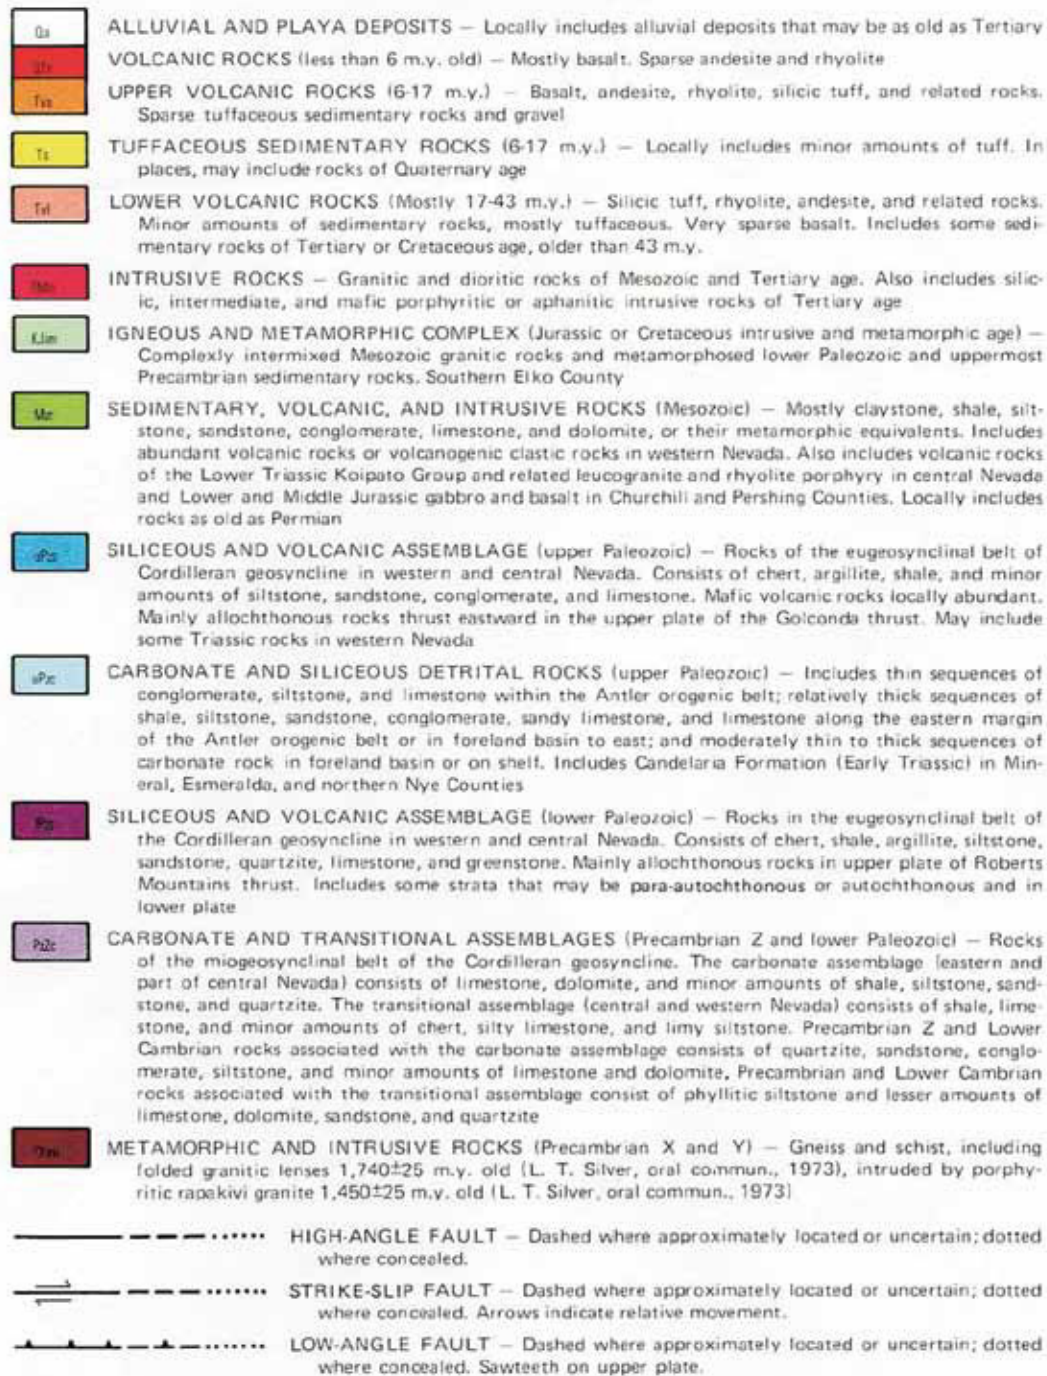 Qa
ALLUVIAL AND PLAYA DEPOSITS — Locally includes alluvial deposits that may be as old as Tertiary
VOLCANIC ROCKS (less than 6 m.y. old) — Mostly basalt. Sparse andesite and rhyolite
UPPER VOLCANIC ROCKS (6-17 m.y.) — Basalt, andesite, rhyolite, silicic tuff, and related rocks.
Sparse tuffaceous sedimentary rocks and gravel
Ts
TUFFACEOUS SEDIMENTARY ROCKS (6-17 m.y.) — Locally includes minor amounts of tuff. In
places, may include rocks of Quaternary age
Tvl
LOWER VOLCANIC ROCKS (Mostly 17-43 m.y.) — Silicic tuff, rhyolite, andesite, and related rocks.
Minor amounts of sedimentary rocks, mostly tuffaceous. Very sparse basalt. Includes some sedi-
mentary rocks of Tertiary or Cretaceous age, older than 43 m.y.
INTRUSIVE ROCKS — Granitic and dioritic rocks of Mesozoic and Tertiary age. Also includes silic-
ic, intermediate, and mafic porphyritic or aphanitic intrusive rocks of Tertiary age
KJim
IGNEOUS AND METAMORPHIC COMPLEX (Jurassic or Cretaceous intrusive and metamorphic age) —
Complexly intermixed Mesozoic granitic rocks and metamorphosed lower Paleozoic and uppermost
Precambrian sedimentary rocks. Southern Elko County
SEDIMENTARY, VOLCANIC, AND INTRUSIVE ROCKS (Mesozoic) — Mostly claystone, shale, silt-
stone, sandstone, conglomerate, limestone, and dolomite, or their metamorphic equivalents. Includes
abundant volcanic rocks or volcanogenic clastic rocks in western Nevada. Also includes volcanic rocks
of the Lower Triassic Koipato Group and related leucogranite and rhyolite porphyry in central Nevada
and Lower and Middle Jurassic gabbro and basalt in Churchill and Pershing Counties. Locally includes
rocks as old as Permian
uPzs
SILICEOUS AND VOLCANIC ASSEMBLAGE (upper Paleozoic) — Rocks of the eugeosynclinal belt of
Cordilleran geosyncline in western and central Nevada. Consists of chert, argillite, shale, and minor
amounts of siltstone, sandstone, conglomerate, and limestone. Mafic volcanic rocks locally abundant.
Mainly allochthonous rocks thrust eastward in the upper plate of the Golconda thrust. May include
some Triassic rocks in western Nevada
uPzc
CARBONATE AND SILICEOUS DETRITAL ROCKS (upper Paleozoic) — Includes thin sequences of
conglomerate, siltstone, and limestone within the Antler orogenic belt; relatively thick sequences of
shale, siltstone, sandstone, conglomerate, sandy limestone, and limestone along the eastern margin
of the Antler orogenic belt or in foreland basin to east; and moderately thin to thick sequences of
carbonate rock in foreland basin or on shelf. Includes Candelaria Formation (Early Triassic) in Min-
eral, Esmeralda, and northern Nye Counties
SILICEOUS AND VOLCANIC ASSEMBLAGE (lower Paleozoic) — Rocks in the eugeosynclinal belt of
the Cordilleran geosyncline in western and central Nevada. Consists of chert, shale, argillite, siltstone,
sandstone, quartzite, limestone, and greenstone. Mainly allochthonous rocks in upper plate of Roberts
Mountains thrust. Includes some strata that may be para-autochthonous or autochthonous and in
lower plate
PzZc
CARBONATE AND TRANSITIONAL ASSEMBLAGES (Precambrian Z and lower Paleozoic) — Rocks
of the miogeosynclinal belt of the Cordilleran geosyncline. The carbonate assemblage (eastern and
part of central Nevada) consists of limestone, dolomite, and minor amounts of shale, siltstone, sand-
stone, and quartzite. The transitional assemblage (central and western Nevada) consists of shale, lime-
stone, and minor amounts of chert, silty limestone, and limy siltstone. Precambrian Z and Lower
Cambrian rocks associated with the carbonate assemblage consists of quartzite, sandstone, conglo-
merate, siltstone, and minor amounts of limestone and dolomite, Precambrian and Lower Cambrian
rocks associated with the transitional assemblage consist of phyllitic siltstone and lesser amounts of
limestone, dolomite, sandstone, and quartzite
METAMORPHIC AND INTRUSIVE ROCKS (Precambrian X and Y) — Gneiss and schist, including
folded granitic lenses 1,740±25 m.y. old (L. T. Silver, oral commun., 1973), intruded by porphy-
ritic rapakivi granite 1,450±25 m.y. old (L. T. Silver, oral commun., 1973)
HIGH-ANGLE FAULT — Dashed where approximately located or uncertain; dotted
where concealed.
STRIKE-SLIP FAULT — Dashed where approximately located or uncertain; dotted
where concealed. Arrows indicate relative movement.
LOW-ANGLE FAULT — Dashed where approximately located or uncertain; dotted
where concealed. Sawteeth on upper plate.